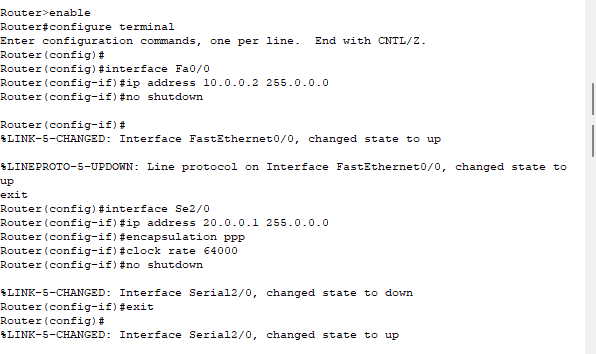 Router>enable
Router#configure terminal
Enter configuration commands, one per line.  End with CNTL/Z.
Router(config)#
Router(config)#interface Fa0/0
Router(config-if)#ip address 10.0.0.2 255.0.0.0
Router(config-if)#no shutdown
Router(config-if)#
%LINK-5-CHANGED: Interface FastEthernet0/0, changed state to up
%LINEPROTO-5-UPDOWN: Line protocol on Interface FastEthernet0/0, changed state to
up
exit
Router(config)#interface Se2/0
Router(config-if)#ip address 20.0.0.1 255.0.0.0
Router(config-if)#encapsulation ppp
Router(config-if)#clock rate 64000
Router(config-if)#no shutdown
%LINK-5-CHANGED: Interface Serial2/0, changed state to down
Router(config-if)#exit
Router(config)#
%LINK-5-CHANGED: Interface Serial2/0, changed state to up